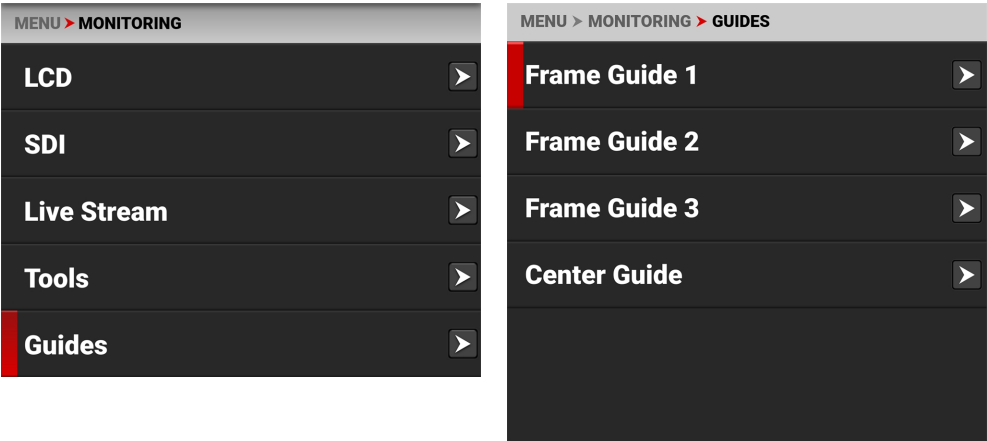 MENU > MONITORING
LCD
SDI
Live Stream
Tools
Guides
MENU > MONITORING > GUIDES
Frame Guide 1
Frame Guide 2
Frame Guide 3
Center Guide